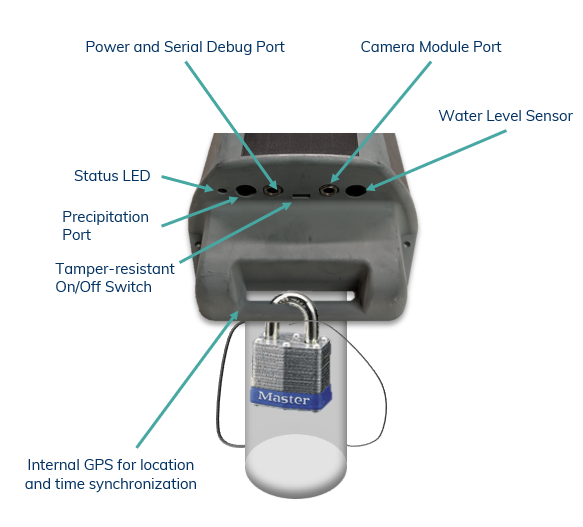 Power and Serial Debug Port
Camera Module Port
Water Level Sensor
Status LED
Precipitation
Port
Tamper-resistant
On/Off Switch
Master
Internal GPS for location
and time synchronization